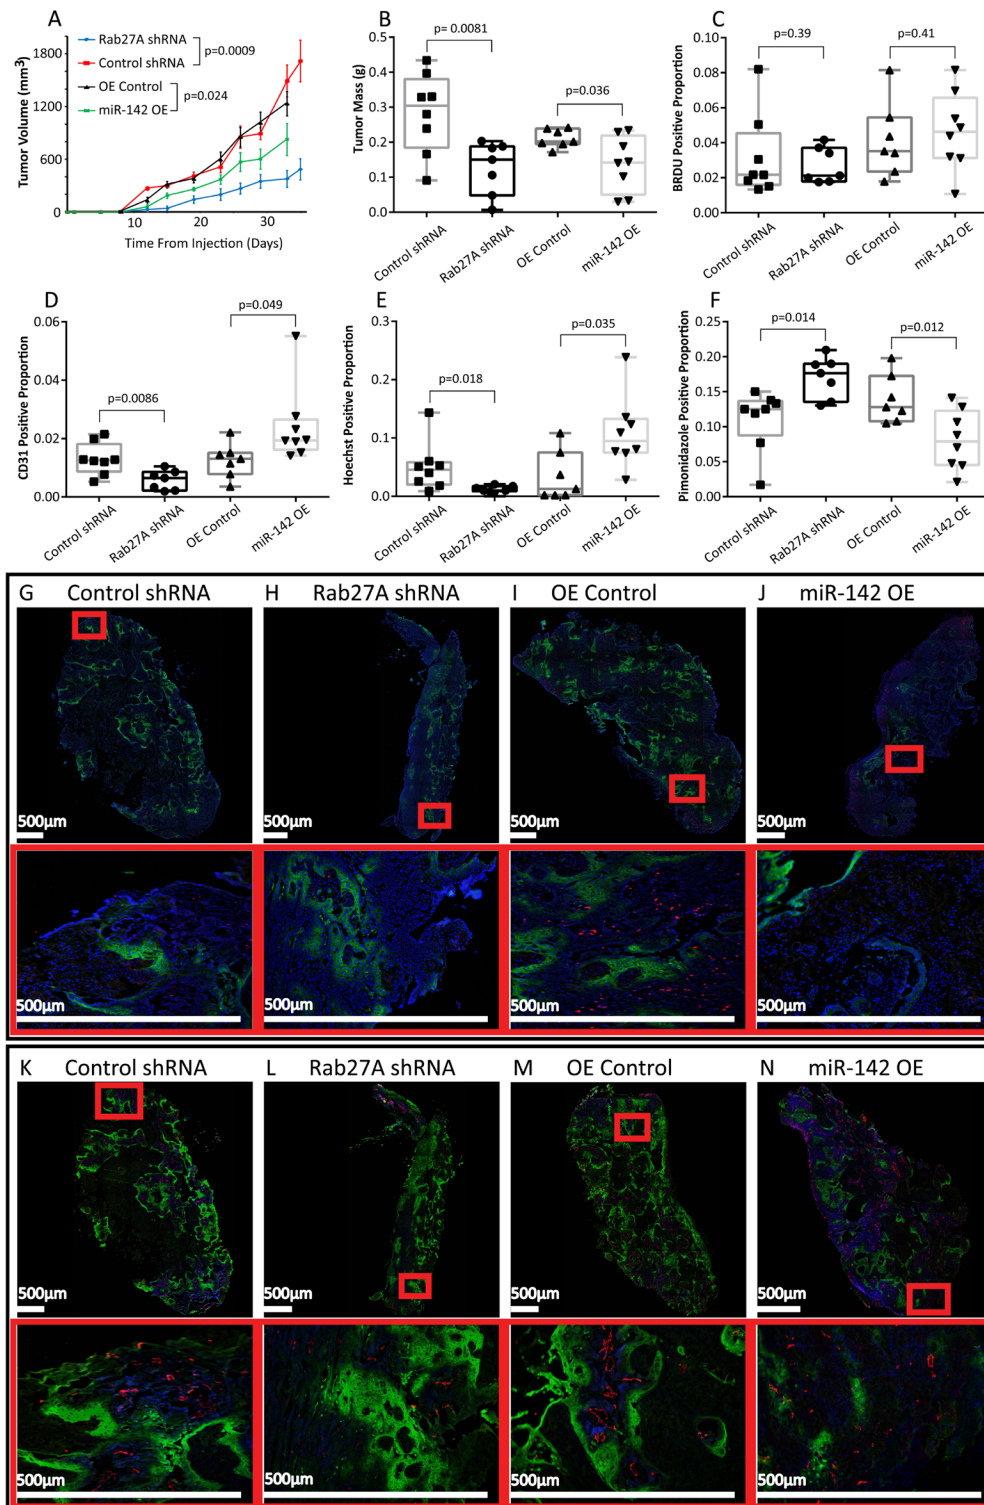 A
Tumor Volume (mm3)
1800
1200
600
0
10
20
30
Time From Injection (Days)
Rab27A shRNA
Control shRNA
p=0.0009
OE Control
miR-142 OE
p=0.024
B
Tumor Mass (g)
0.5
0.4
0.3
0.2
0.1
0.0
p= 0.0081
p=0.036
Control shRNA
Rab27A shRNA
OE Control
miR-142 OE
C
BRDU Positive Proportion
0.10
0.08
0.06
0.04
0.02
0.00
p=0.39
p=0.41
Control shRNA
Rab27A shRNA
OE Control
miR-142 OE
D
CD31 Positive Proportion
0.06
0.04
0.02
0.00
p=0.0086
p=0.049
Control shRNA
Rab27A shRNA
OE Control
miR-142 OE
E
Hoechst Positive Proportion
0.3
0.2
0.1
0.0
p=0.018
p=0.035
Control shRNA
Rab27A shRNA
OE Control
miR-142 OE
F
Pimonidazole Positive Proportion
0.25
0.20
0.15
0.10
0.05
0.00
p=0.014
p=0.012
Control shRNA
Rab27A shRNA
OE Control
miR-142 OE
G Control shRNA
H Rab27A shRNA
I OE Control
J miR-142 OE
500µm
500µm
500µm
500µm
500µm
500µm
500µm
500µm
K Control shRNA
L Rab27A shRNA
M OE Control
N miR-142 OE
500µm
500µm
500µm
500µm
500µm
500µm
500µm
500µm